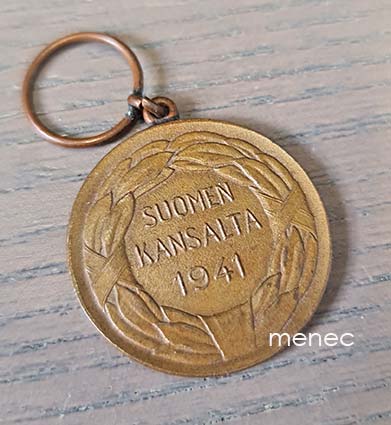 SUOMEN
KANSALTA
1941
menec